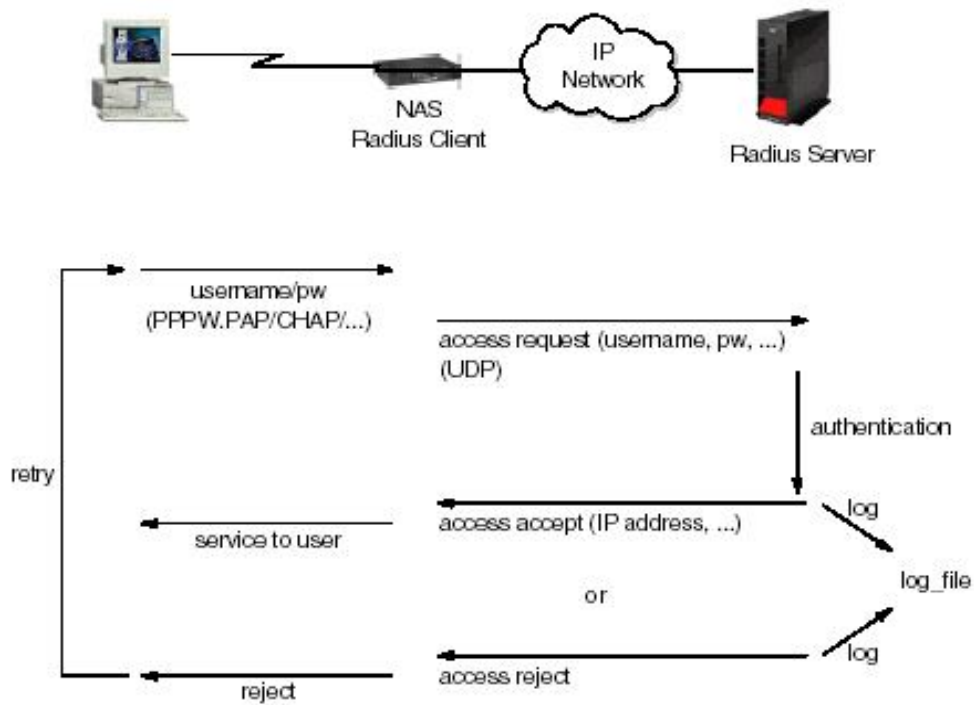 IP
Network
NAS
Radius Client
Radius Server
username/pw
(PPPW.PAP/CHAP/...)
access request (username, pw, ...)
(UDP)
authentication
retry
access accept (IP address, ...)
log
service to user
log_file
or
log
access reject
reject